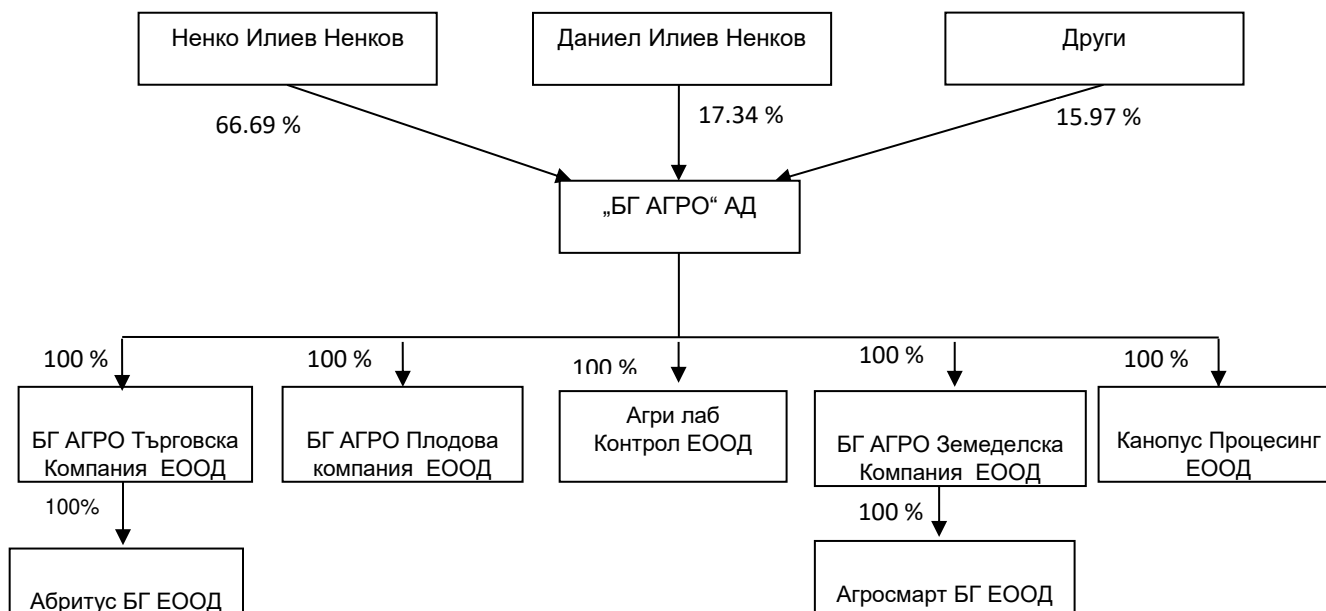 Ненко Илиев Ненков
Даниел Илиев Ненков
Други
66.69 %
17.34 %
15.97 %
„БГ АГРО“ АД
100 %
100 %
100 %
100 %
100 %
БГ АГРО Търговска
Компания ЕООД
БГ АГРО Плодова
компания ЕООД
Агри лаб
Контрол ЕООД
БГ АГРО Земеделска
Компания ЕООД
Канопус Процесинг
ЕООД
100%
100 %
Абритус БГ ЕООД
Агросмарт БГ ЕООД